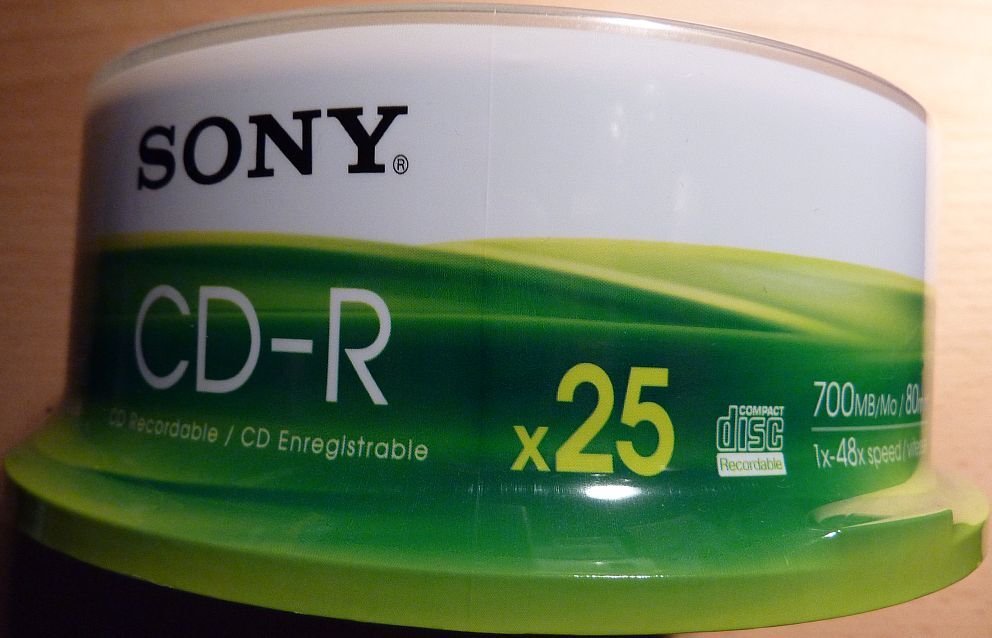 SONY®
CD-R
CD Recordable / CD Enregistrable
x25
COMPACT
disc
Recordable
700MB/Mo / 80
1x-48x speed /